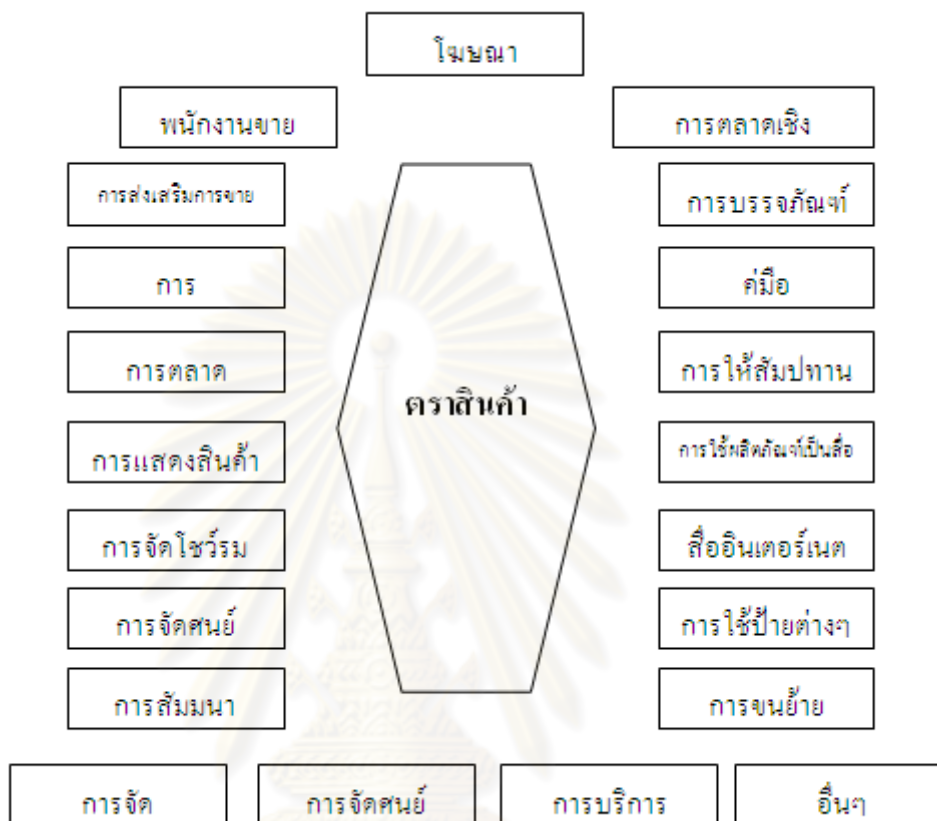 โฆษณา
พนักงานขาย
การตลาดเชิง
การส่งเสริมการขาย
การบรรจภัณฑ์
การ
ค่มือ
การตลาด
การให้สัมปทาน
ตราสินค้า
การแสดงสินค้า
การใช้ผลิตภัณฑ์เป็นสื่อ
การจัดโชว์รม
สื่ออินเตอร์เนต
การจัดศนย์
การใช้ป้ายต่างๆ
การสัมมนา
การขนย้าย
การจัด
การจัดศนย์
การบริการ
อื่นๆ